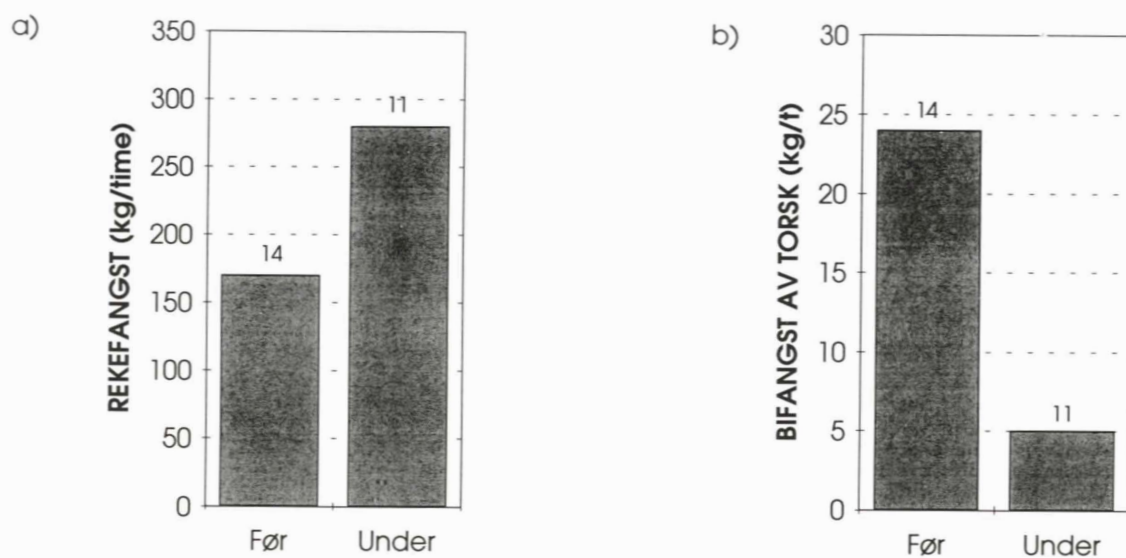 a)
REKEFANGST (kg/time)
350
300
250
200
150
100
50
0
14
11
Før
Under
b)
BIFANGST AV TORSK (kg/t)
30
25
20
15
10
5
0
14
11
Før
Under